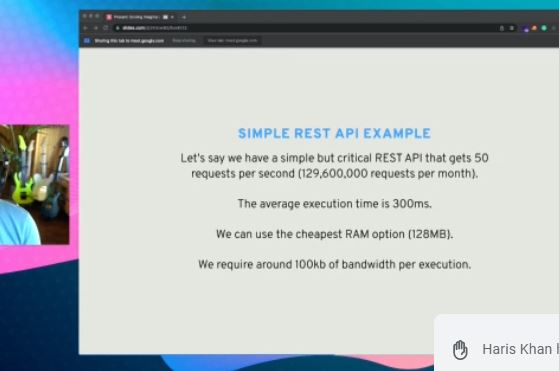 Sharing this tab to meet.google.com
SIMPLE REST API EXAMPLE
Let's say we have a simple but critical REST API that gets 50
requests per second (129,600,000 requests per month).
The average execution time is 300ms.
We can use the cheapest RAM option (128MB).
We require around 100kb of bandwidth per execution.
Haris Khan h